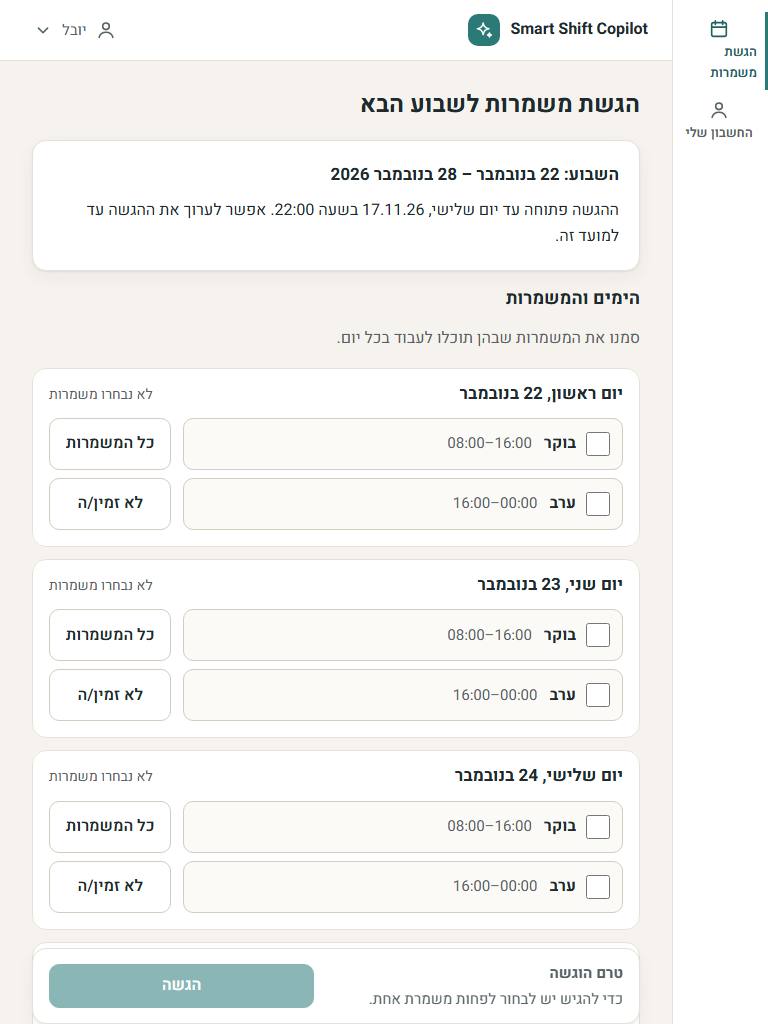 הגשת
משמרות
החשבון שלי
Smart Shift Copilot
יובל
הגשת משמרות לשבוע הבא
השבוע: 22 בנובמבר – 28 בנובמבר 2026
ההגשה פתוחה עד יום שלישי, 17.11.26 בשעה 22:00. אפשר לערוך את ההגשה עד
למועד זה.
הימים והמשמרות
סמנו את המשמרות שבהן תוכלו לעבוד בכל יום.
יום ראשון, 22 בנובמבר
לא נבחרו משמרות
בוקר 08:00–16:00
כל המשמרות
ערב 16:00–00:00
לא זמין/ה
יום שני, 23 בנובמבר
לא נבחרו משמרות
בוקר 08:00–16:00
כל המשמרות
ערב 16:00–00:00
לא זמין/ה
יום שלישי, 24 בנובמבר
לא נבחרו משמרות
בוקר 08:00–16:00
כל המשמרות
ערב 16:00–00:00
לא זמין/ה
טרם הוגשה
כדי להגיש יש לבחור לפחות משמרת אחת.
הגשה